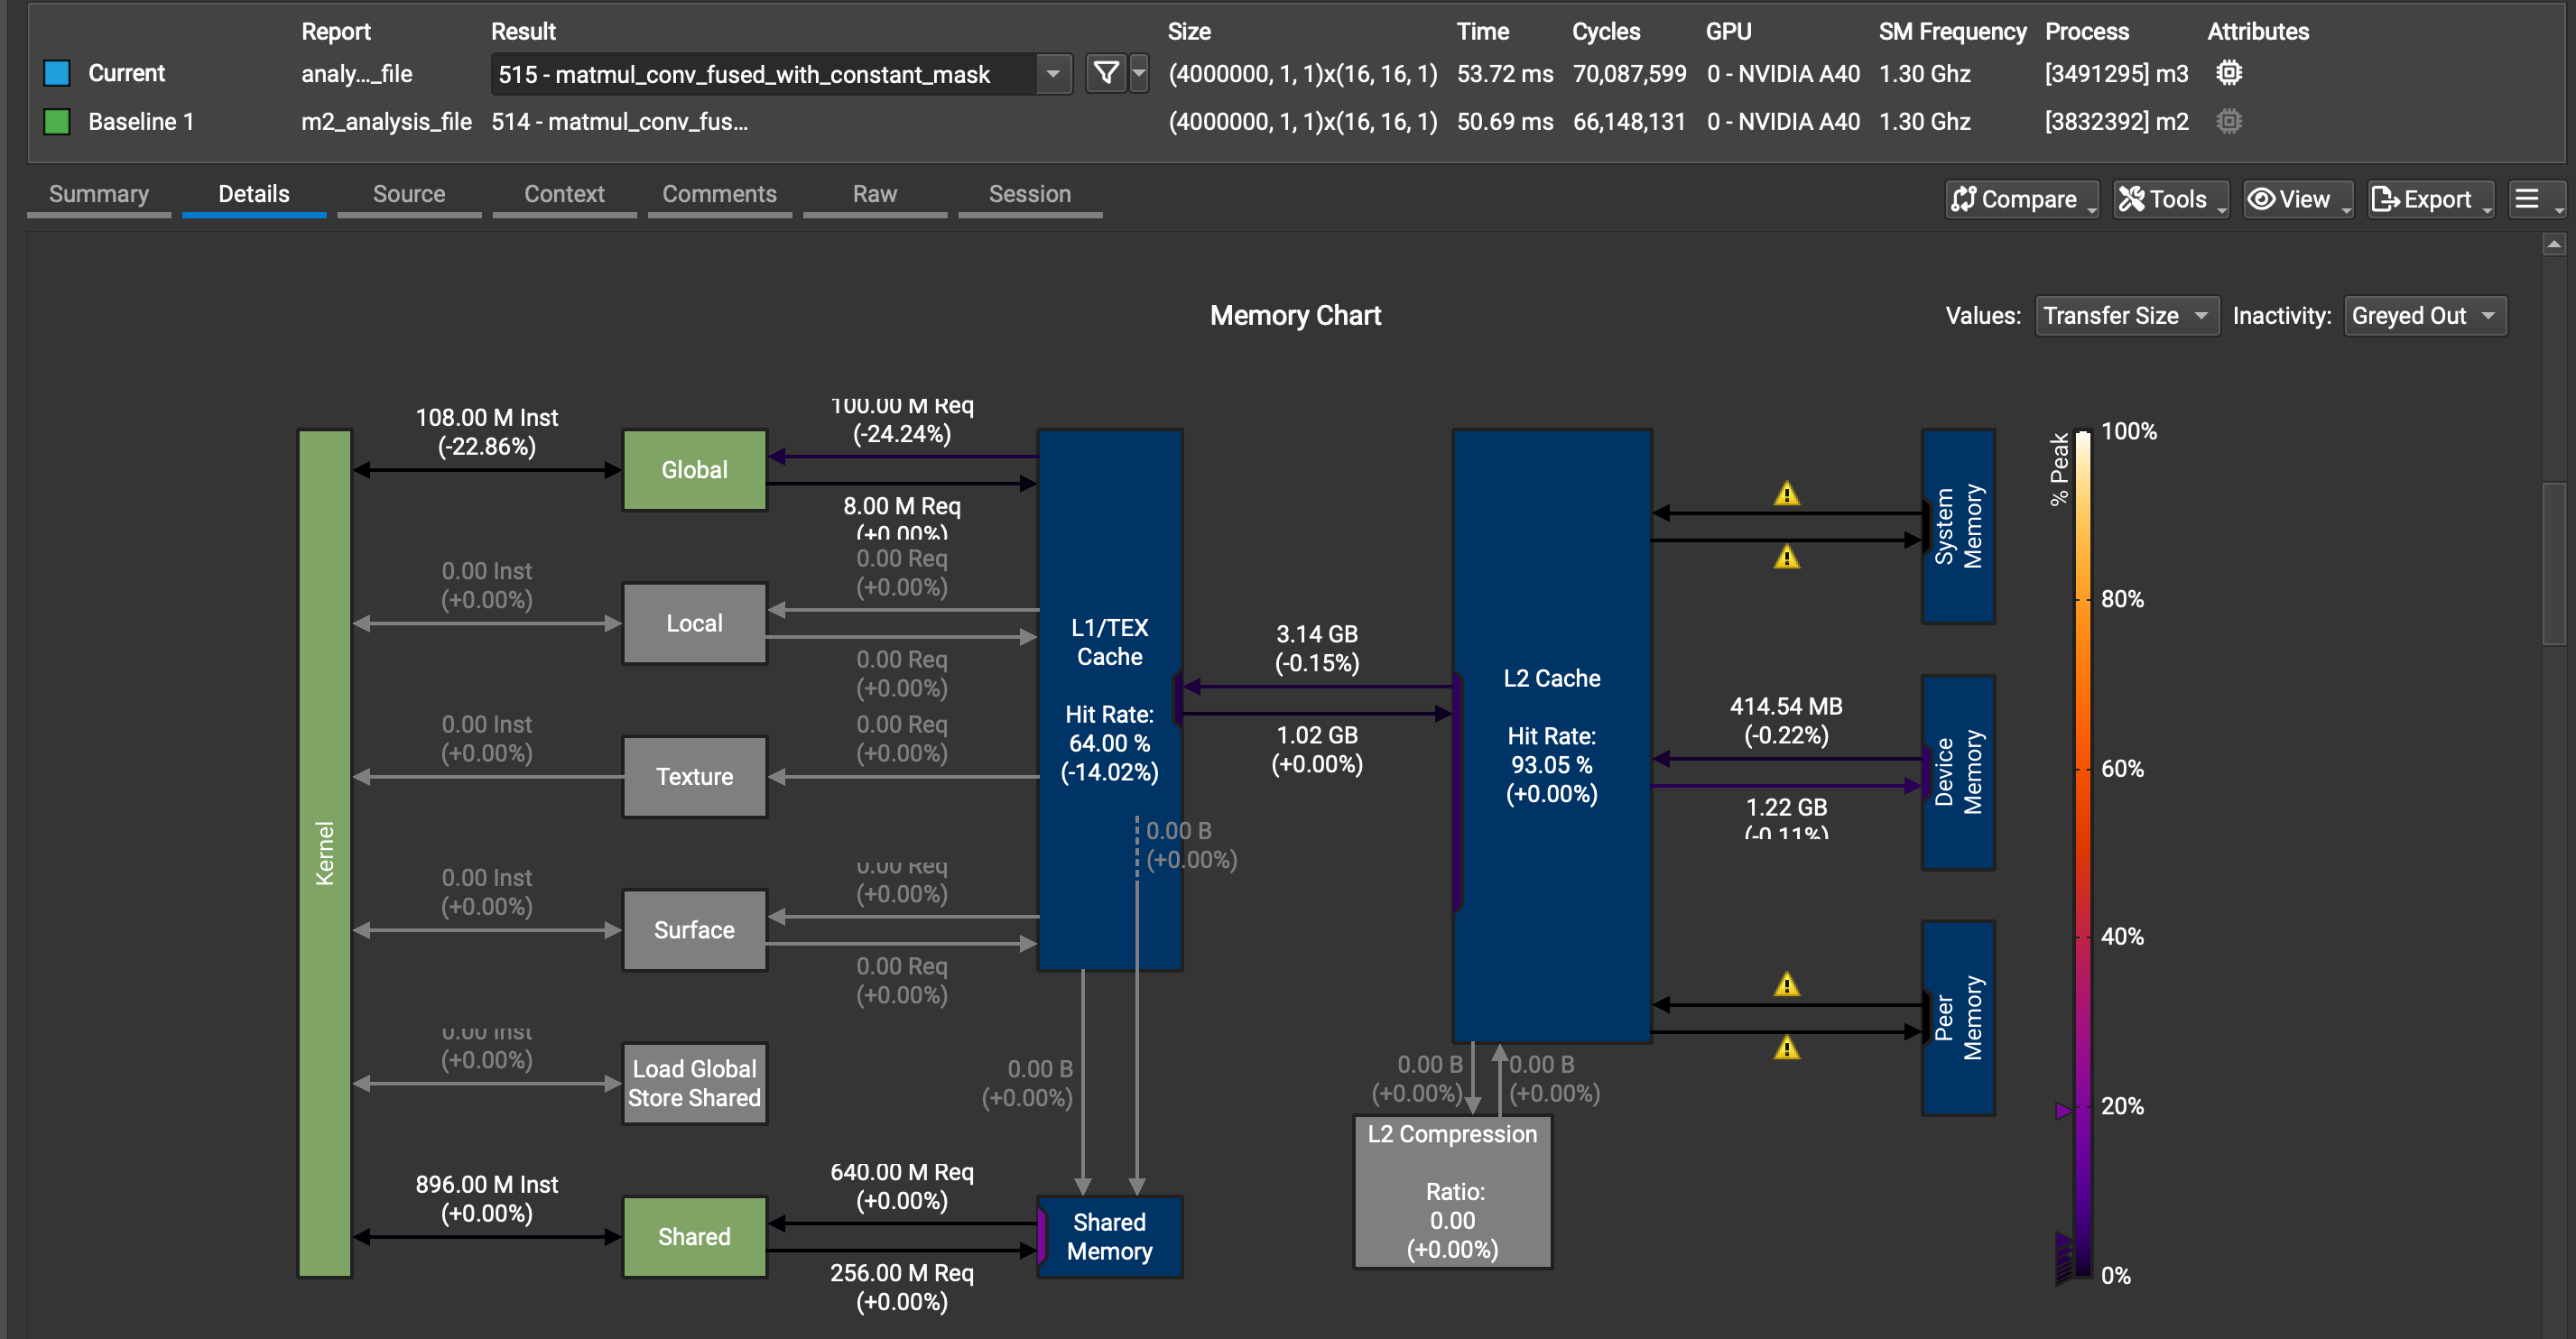 Report Result Size Time Cycles GPU SM Frequency Process Attributes
Current analy..._file 515 - matmul_conv_fused_with_constant_mask (4000000, 1, 1)x(16, 16, 1) 53.72 ms 70,087,599 0 - NVIDIA A40 1.30 Ghz [3491295] m3
Baseline 1 m2_analysis_file 514 - matmul_conv_fus... (4000000, 1, 1)x(16, 16, 1) 50.69 ms 66,148,131 0 - NVIDIA A40 1.30 Ghz [3832392] m2
Summary Details Source Context Comments Raw Session Compare Tools View Export
Memory Chart Values: Transfer Size Inactivity: Greyed Out
Kernel
108.00 M Inst
(-22.86%)
Global
100.00 M Req
(-24.24%)
8.00 M Req
(+0.00%)
0.00 Inst
(+0.00%)
Local
0.00 Req
(+0.00%)
0.00 Req
(+0.00%)
0.00 Inst
(+0.00%)
Texture
0.00 Req
(+0.00%)
0.00 Inst
(+0.00%)
Surface
0.00 Req
(+0.00%)
0.00 Req
(+0.00%)
0.00 Inst
(+0.00%)
Load Global
Store Shared
896.00 M Inst
(+0.00%)
Shared
640.00 M Req
(+0.00%)
256.00 M Req
(+0.00%)
L1/TEX
Cache
Hit Rate:
64.00 %
(-14.02%)
0.00 B
(+0.00%)
0.00 B
(+0.00%)
Shared
Memory
3.14 GB
(-0.15%)
1.02 GB
(+0.00%)
L2 Cache
Hit Rate:
93.05 %
(+0.00%)
0.00 B
(+0.00%)
0.00 B
(+0.00%)
L2 Compression
Ratio:
0.00
(+0.00%)
414.54 MB
(-0.22%)
1.22 GB
(-0.11%)
System
Memory
Device
Memory
Peer
Memory
% Peak
100%
80%
60%
40%
20%
0%